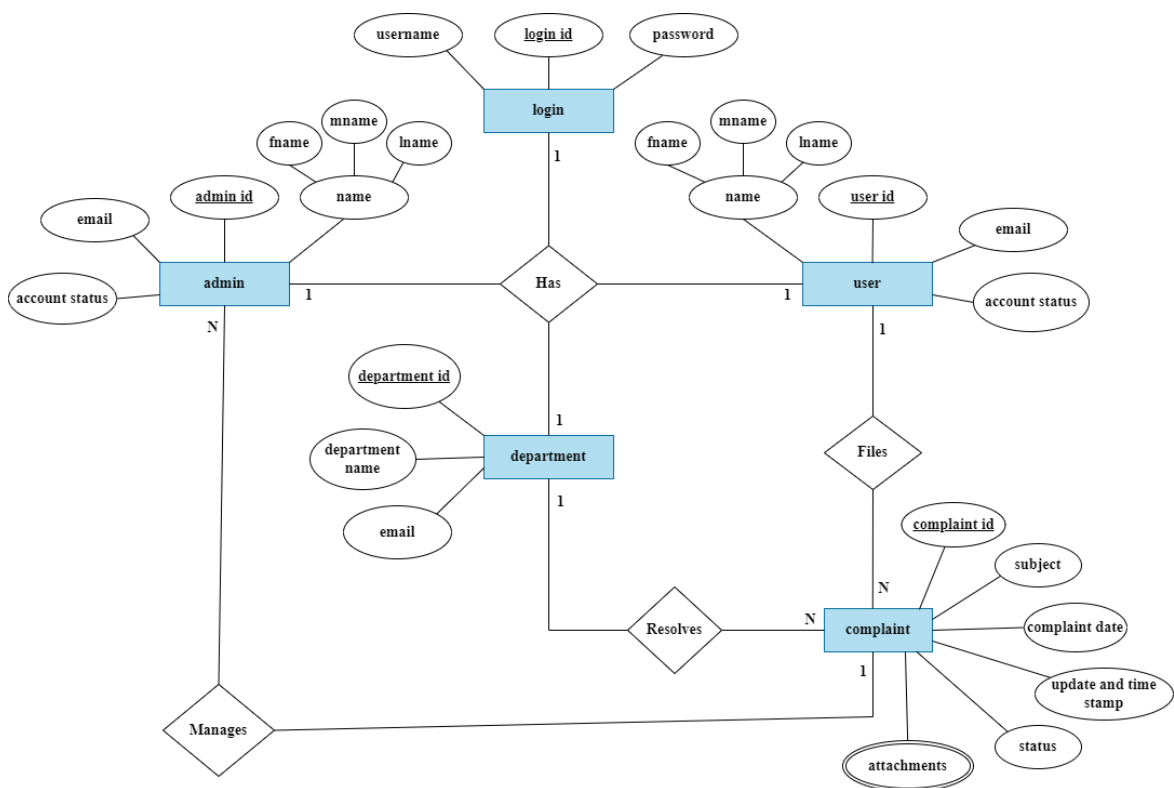 username
login id
password
login
1
fname
mname
lname
name
admin id
email
account status
admin
1
N
Has
fname
mname
lname
name
user id
email
account status
user
1
1
department id
department
name
email
1
department
1
Files
N
Resolves
N
complaint id
subject
complaint date
update and time
stamp
status
attachments
complaint
1
Manages